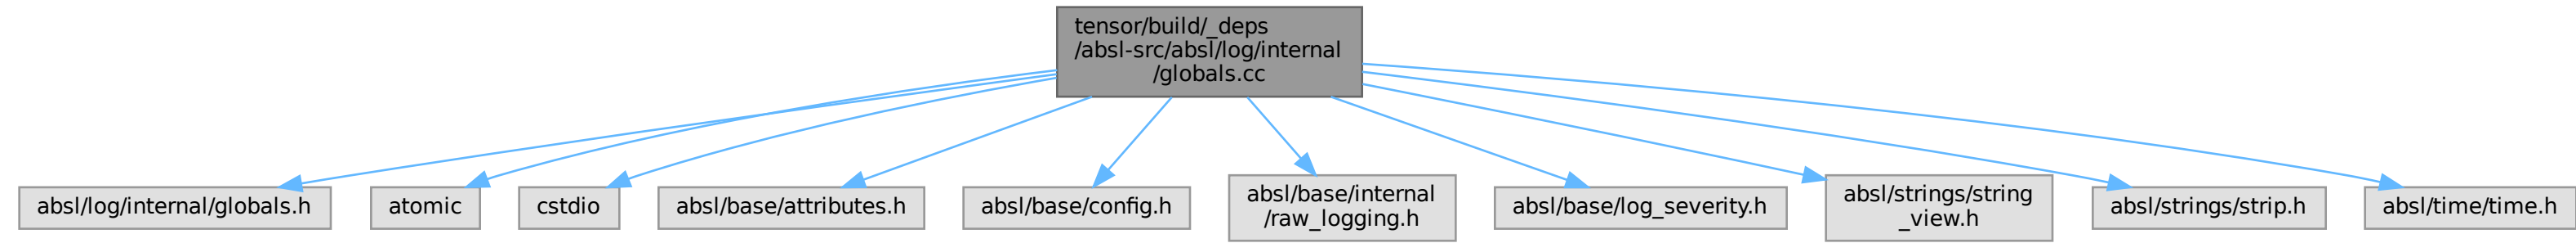 tensor/build/_deps
/absl-src/absl/log/internal
/globals.cc
absl/log/internal/globals.h
atomic
cstdio
absl/base/attributes.h
absl/base/config.h
absl/base/internal
/raw_logging.h
absl/base/log_severity.h
absl/strings/string
_view.h
absl/strings/strip.h
absl/time/time.h